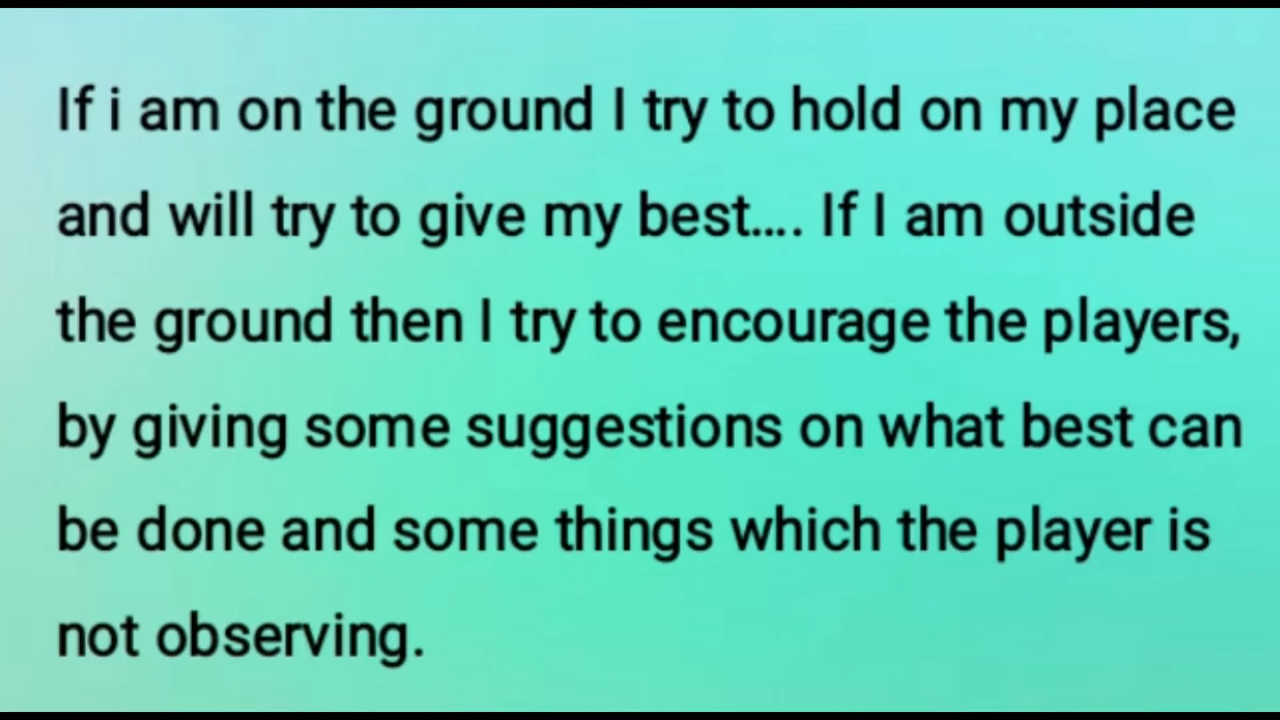 If i am on the ground I try to hold on my place
and will try to give my best.... If I am outside
the ground then I try to encourage the players,
by giving some suggestions on what best can
be done and some things which the player is
not observing.